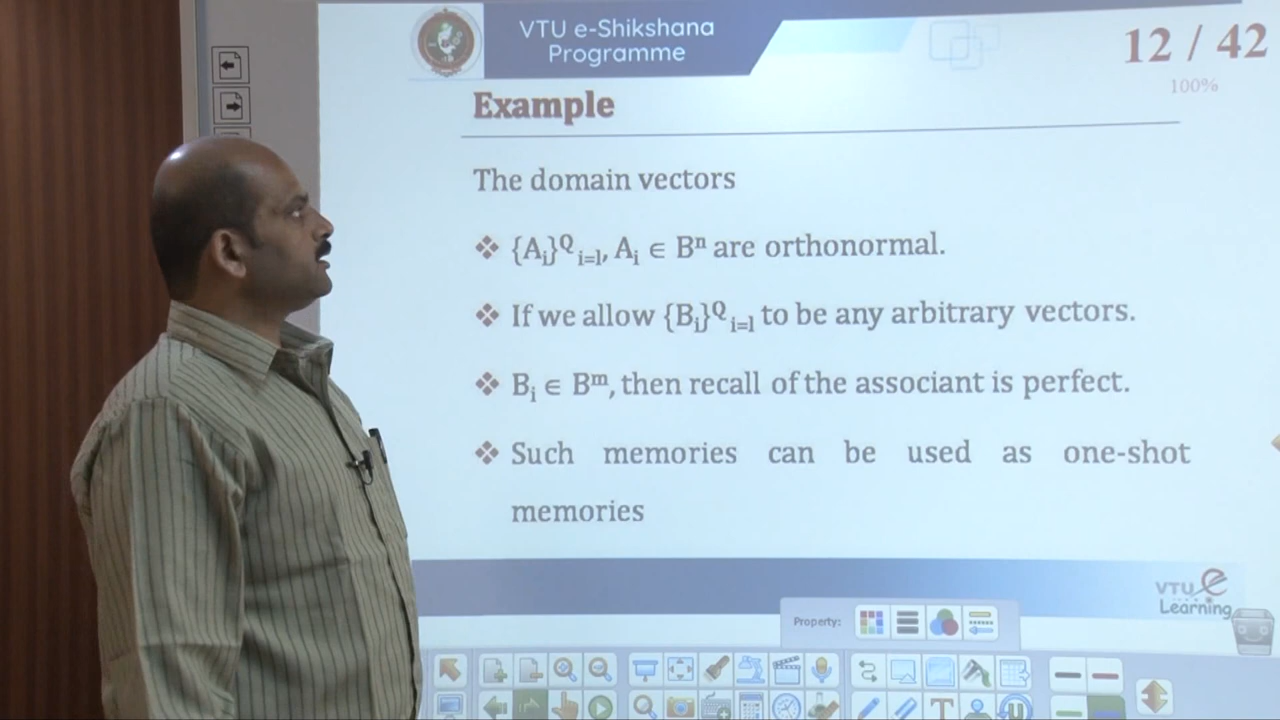 VTU e-Shikshana
Programme
12 / 42
100%
Example
The domain vectors
❖ {Aᵢ}Q i=1, Aᵢ ∈ Bⁿ are orthonormal.
❖ If we allow {Bᵢ}Q i=1 to be any arbitrary vectors.
❖ Bᵢ ∈ Bᵐ, then recall of the associant is perfect.
❖ Such memories can be used as one-shot
memories
VTU e
Learning
Property: